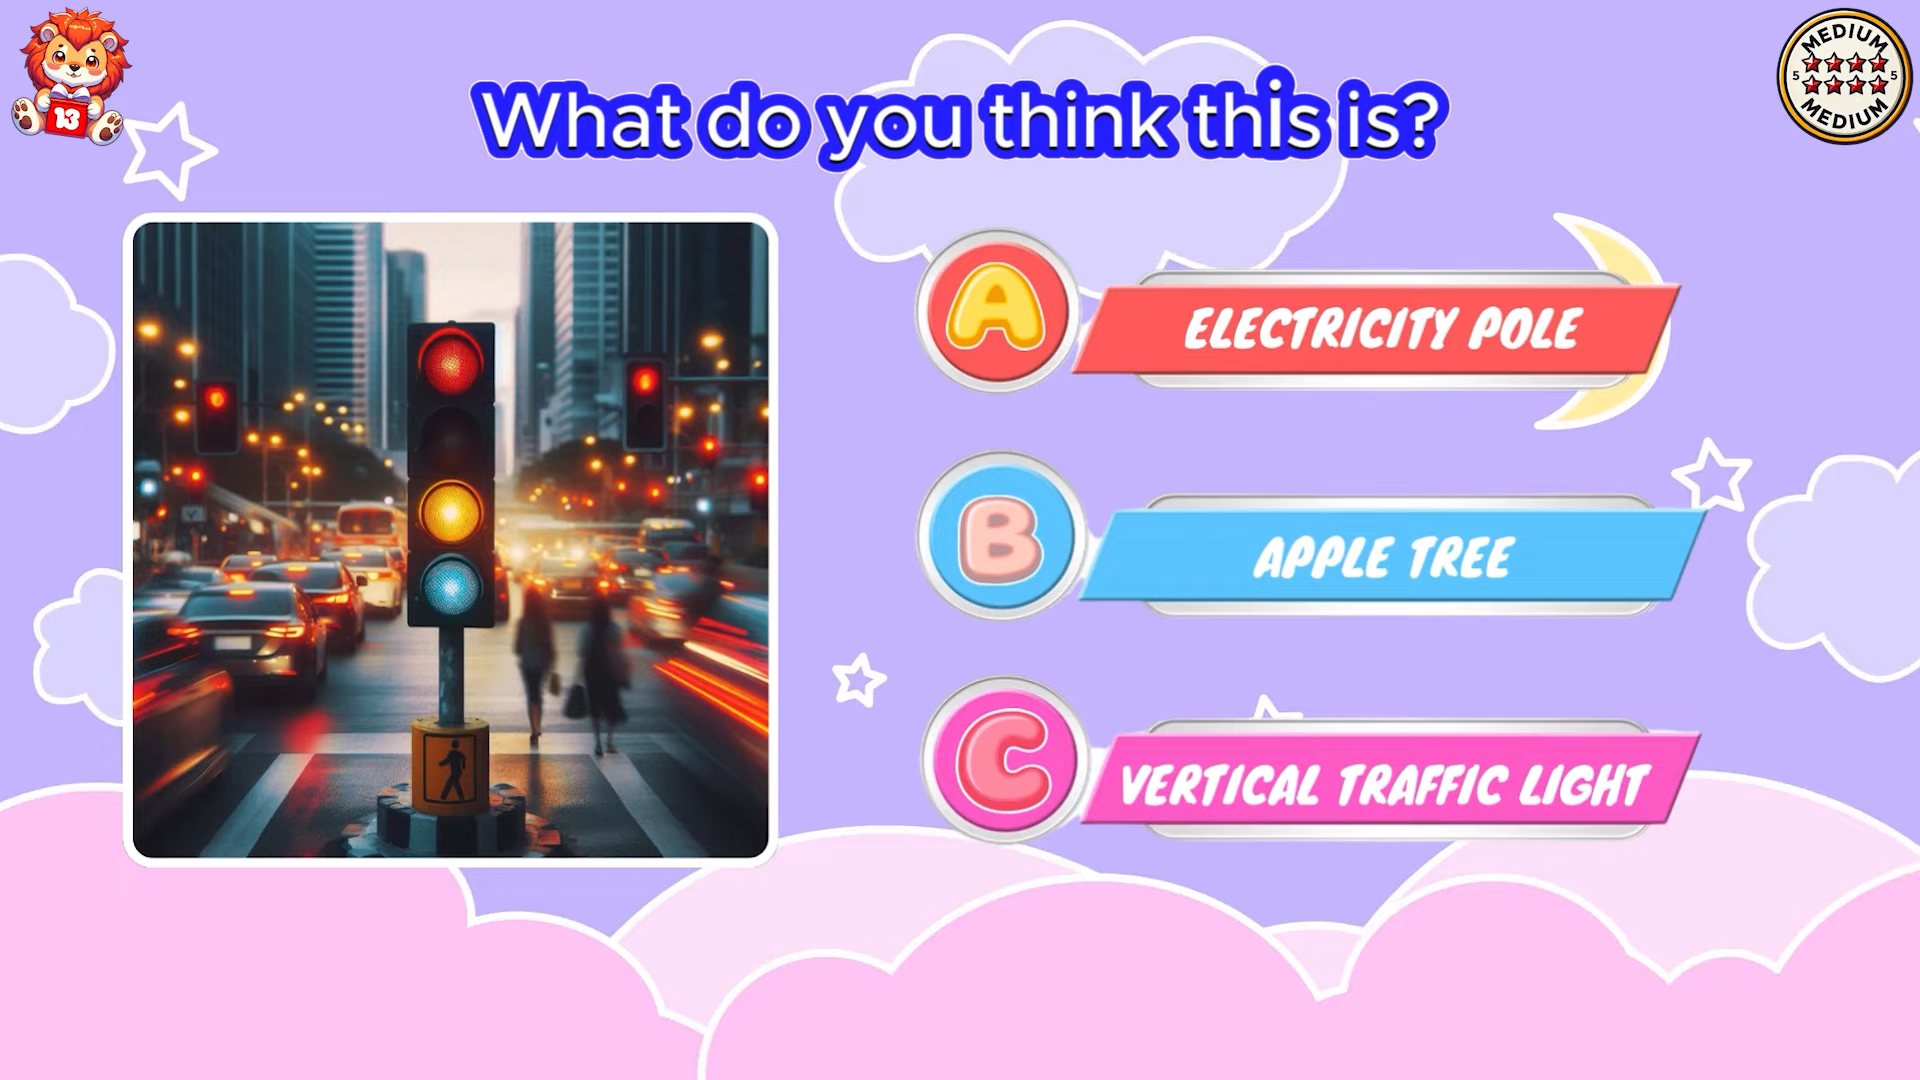 13
MEDIUM
5 5
MEDIUM
What do you think this is?
A
ELECTRICITY POLE
B
APPLE TREE
C
VERTICAL TRAFFIC LIGHT